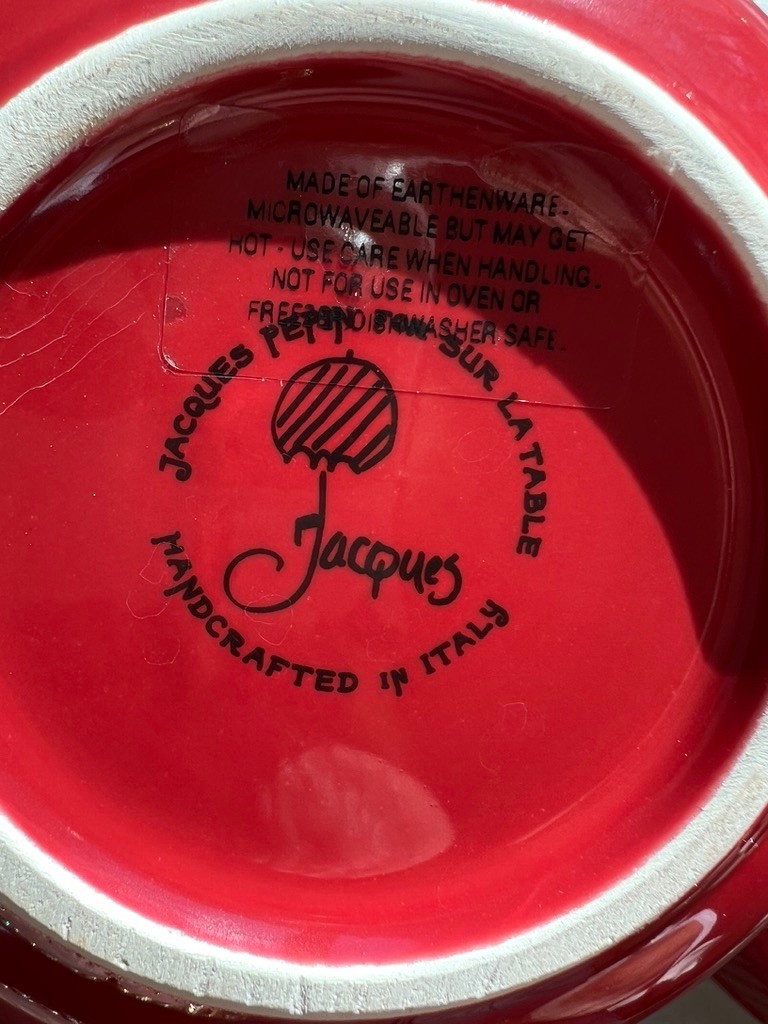 MADE OF EARTHENWARE-
MICROWAVEABLE BUT MAY GET
HOT - USE CARE WHEN HANDLING-
NOT FOR USE IN OVEN OR
DISHWASHER SAFE-
JACQUES SUR LA TABLE
Jacques
HANDCRAFTED IN ITALY